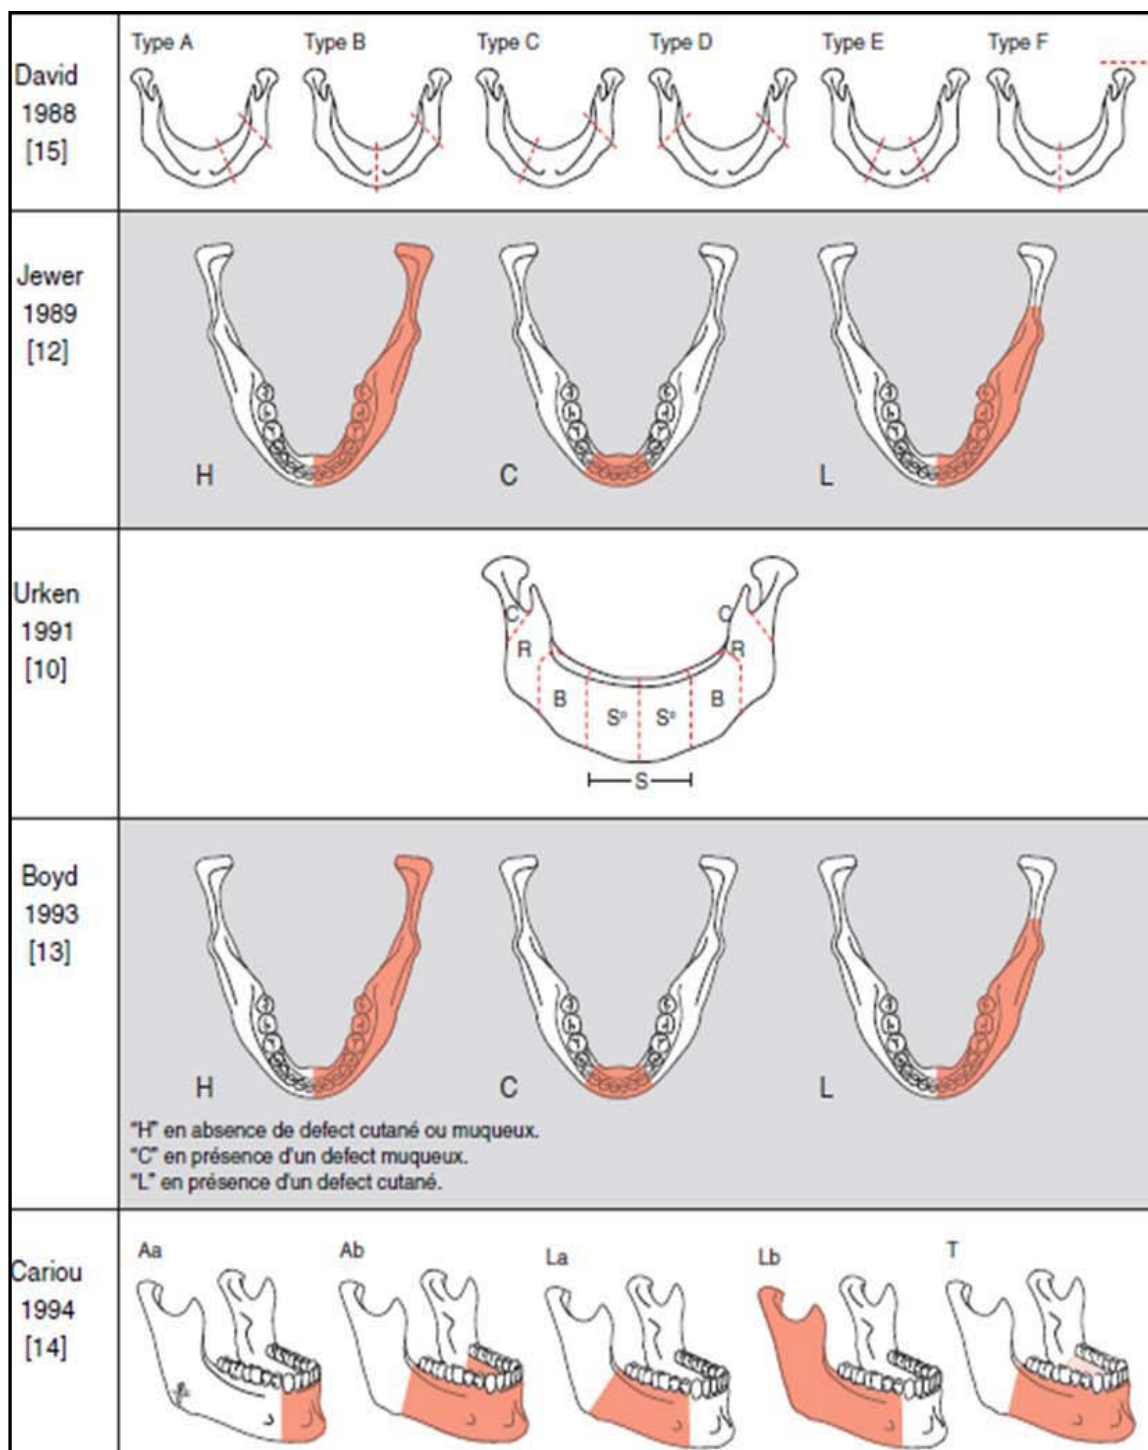 David
1988
[15]
Type A
Type B
Type C
Type D
Type E
Type F
Jewer
1989
[12]
H
C
L
Urken
1991
[10]
C
C
R
R
B
S°
S°
B
S
Boyd
1993
[13]
H
C
L
"H" en absence de defect cutané ou muqueux.
"C" en présence d'un defect muqueux.
"L" en présence d'un defect cutané.
Cariou
1994
[14]
Aa
Ab
La
Lb
T